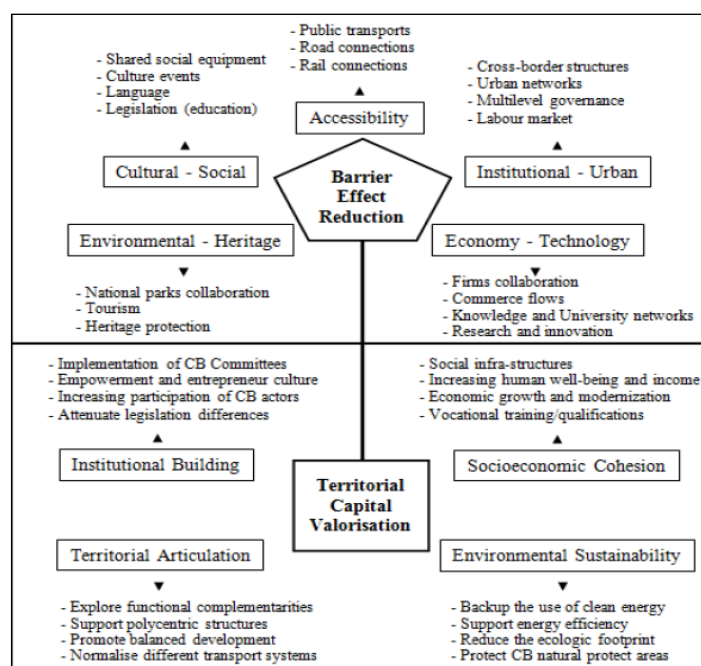 - Public transports
- Road connections
- Rail connections
Accessibility
- Shared social equipment
- Culture events
- Language
- Legislation (education)
Cultural - Social
- Cross-border structures
- Urban networks
- Multilevel governance
- Labour market
Institutional - Urban
Barrier
Effect
Reduction
Environmental - Heritage
- National parks collaboration
- Tourism
- Heritage protection
Economy - Technology
- Firms collaboration
- Commerce flows
- Knowledge and University networks
- Research and innovation
- Implementation of CB Committees
- Empowerment and entrepreneur culture
- Increasing participation of CB actors
- Attenuate legislation differences
Institutional Building
- Social infra-structures
- Increasing human well-being and income
- Economic growth and modernization
- Vocational training/qualifications
Socioeconomic Cohesion
Territorial
Capital
Valorisation
Territorial Articulation
- Explore functional complementarities
- Support polycentric structures
- Promote balanced development
- Normalise different transport systems
Environmental Sustainability
- Backup the use of clean energy
- Support energy efficiency
- Reduce the ecologic footprint
- Protect CB natural protect areas